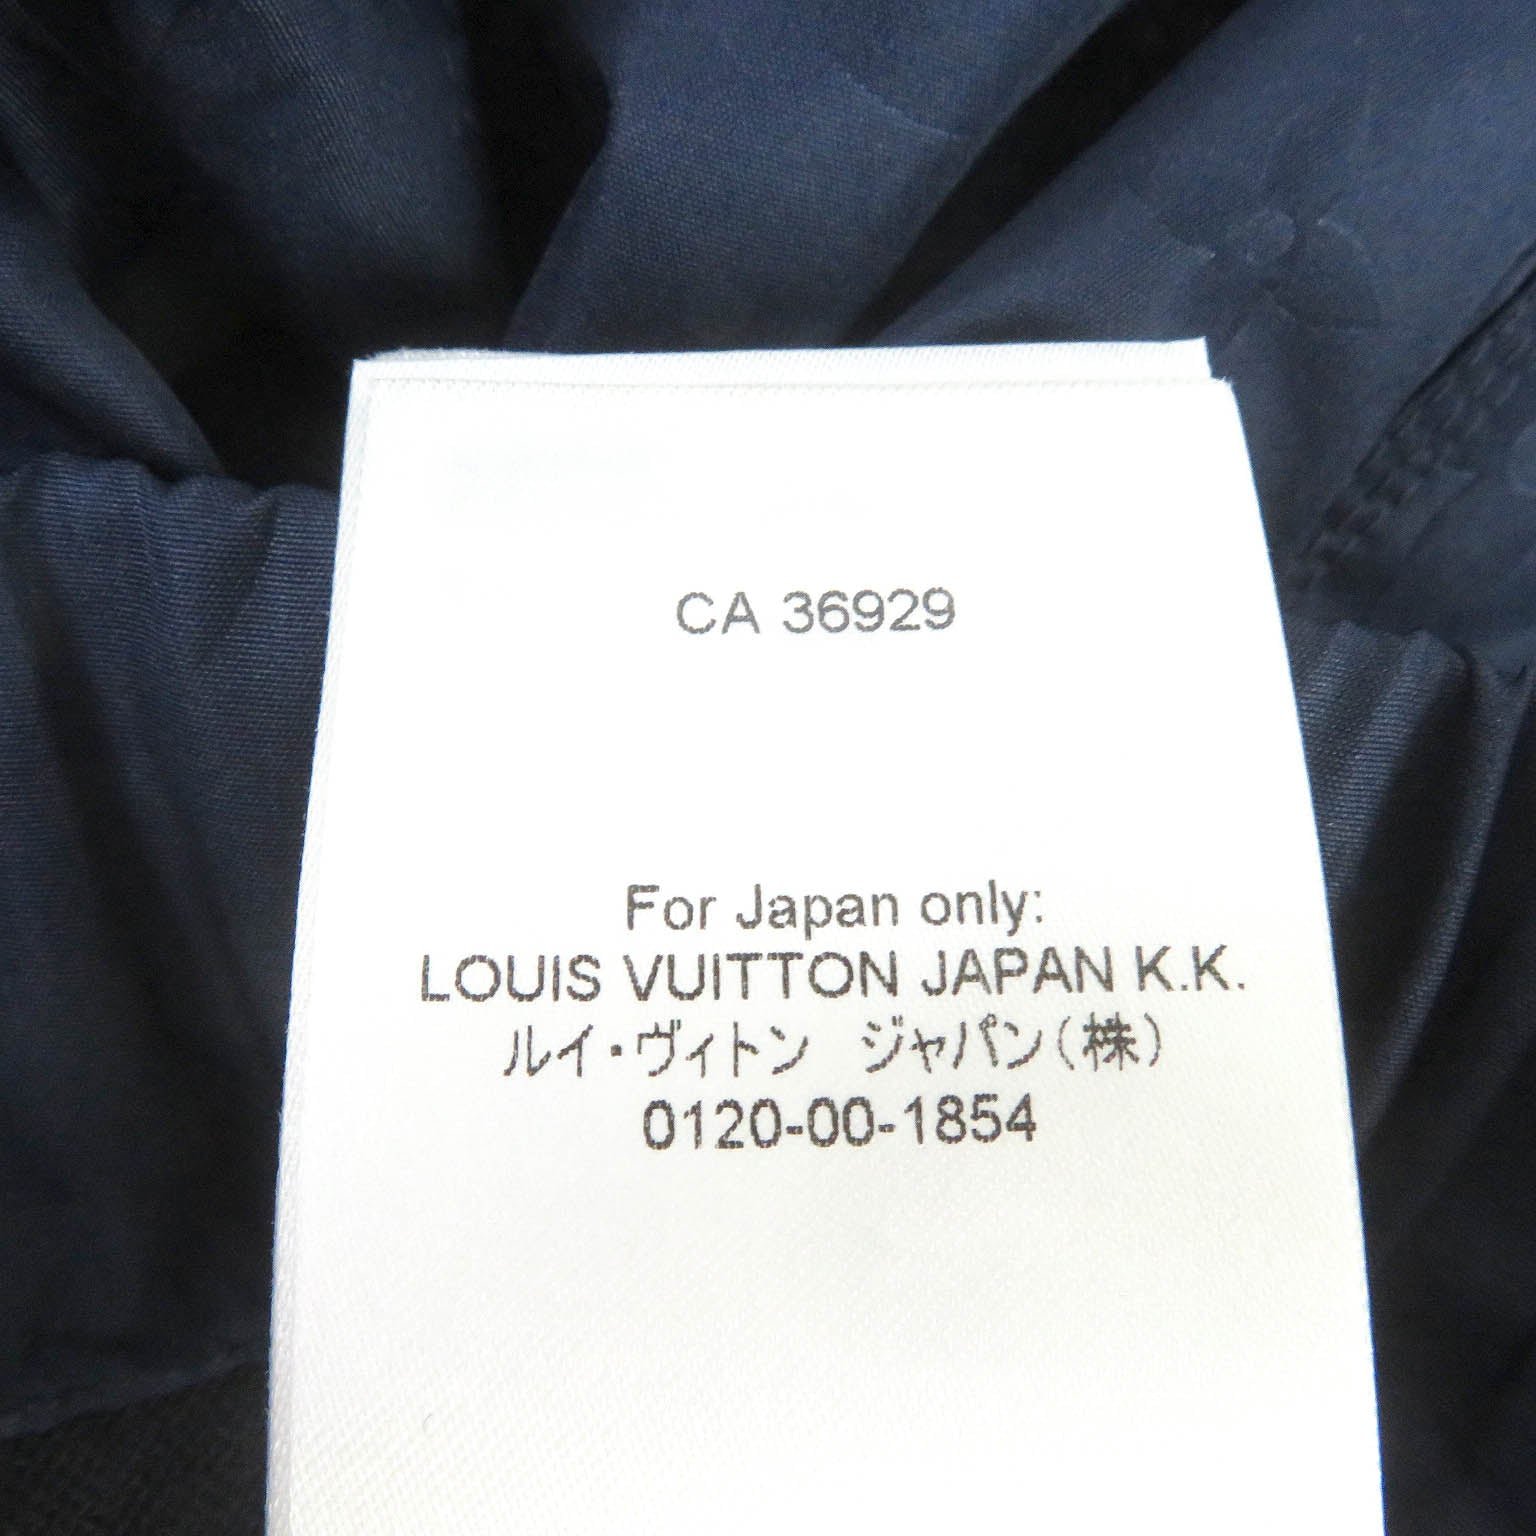 CA 36929
For Japan only:
LOUIS VUITTON JAPAN K.K.
ルイ・ヴィトン　ジャパン(株)
0120-00-1854